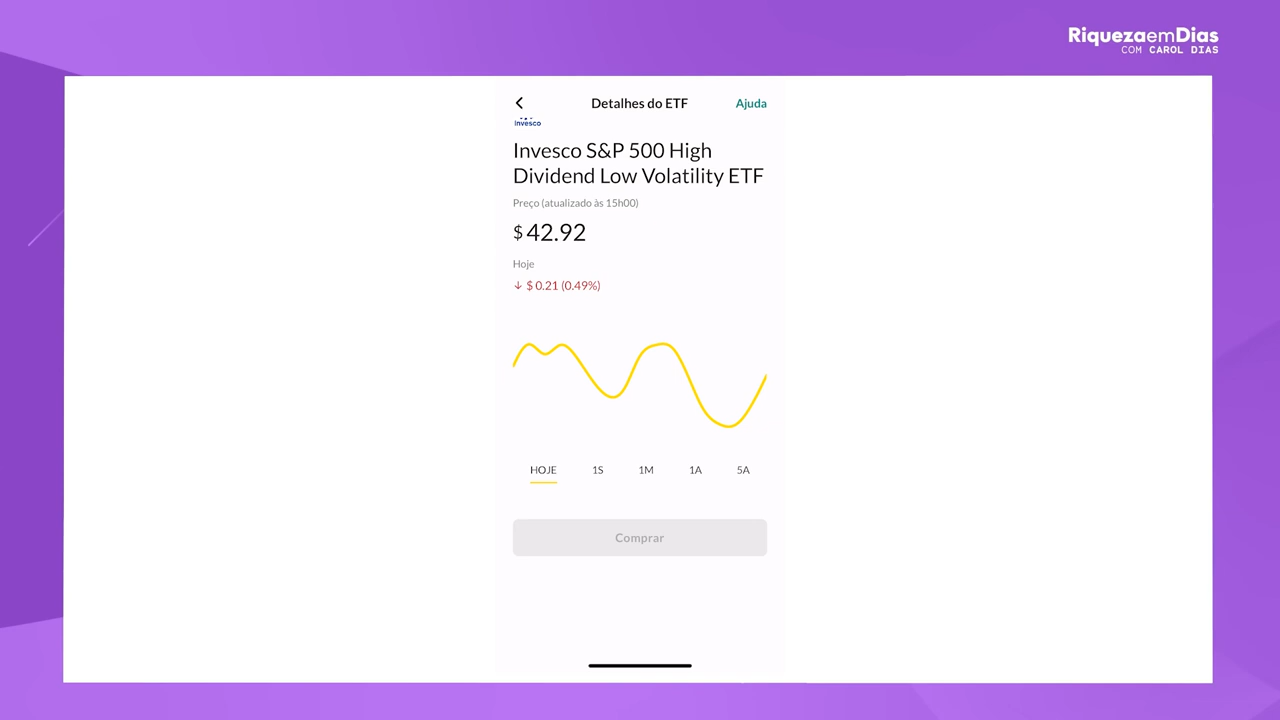 RiquezaemDias
COM CAROL DIAS
Detalhes do ETF
Ajuda
Invesco
Invesco S&P 500 High
Dividend Low Volatility ETF
Preço (atualizado às 15h00)
$ 42.92
Hoje
↓ $ 0.21 (0.49%)
HOJE 1S 1M 1A 5A
Comprar